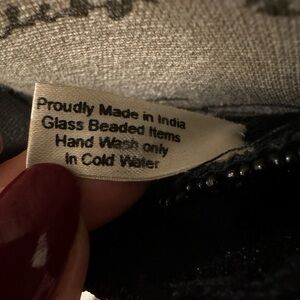 Proudly Made in India
Glass Beaded Items
Hand Wash only
in Cold Water